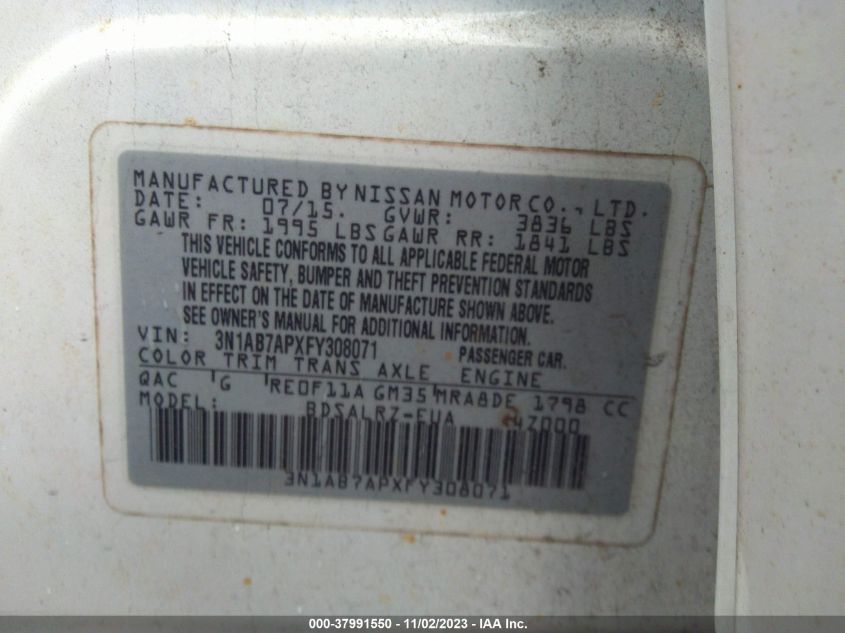 MANUFACTURED BY NISSAN MOTOR CO., LTD.
DATE: 07/15. GVWR: 3836 LBS
GAWR FR: 1995 LBS GAWR RR: 1841 LBS
THIS VEHICLE CONFORMS TO ALL APPLICABLE FEDERAL MOTOR
VEHICLE SAFETY, BUMPER AND THEFT PREVENTION STANDARDS
IN EFFECT ON THE DATE OF MANUFACTURE SHOWN ABOVE.
SEE OWNER'S MANUAL FOR ADDITIONAL INFORMATION.
VIN: 3N1AB7APXFY308071 PASSENGER CAR.
COLOR TRIM TRANS AXLE ENGINE
QAC 'G 'RE0F11A GM35 'MRA8DE 1798 CC
MODEL: BDSALRZ-EUA
3N1AB7APXFY308071
000-37991550 - 11/02/2023 - IAA Inc.